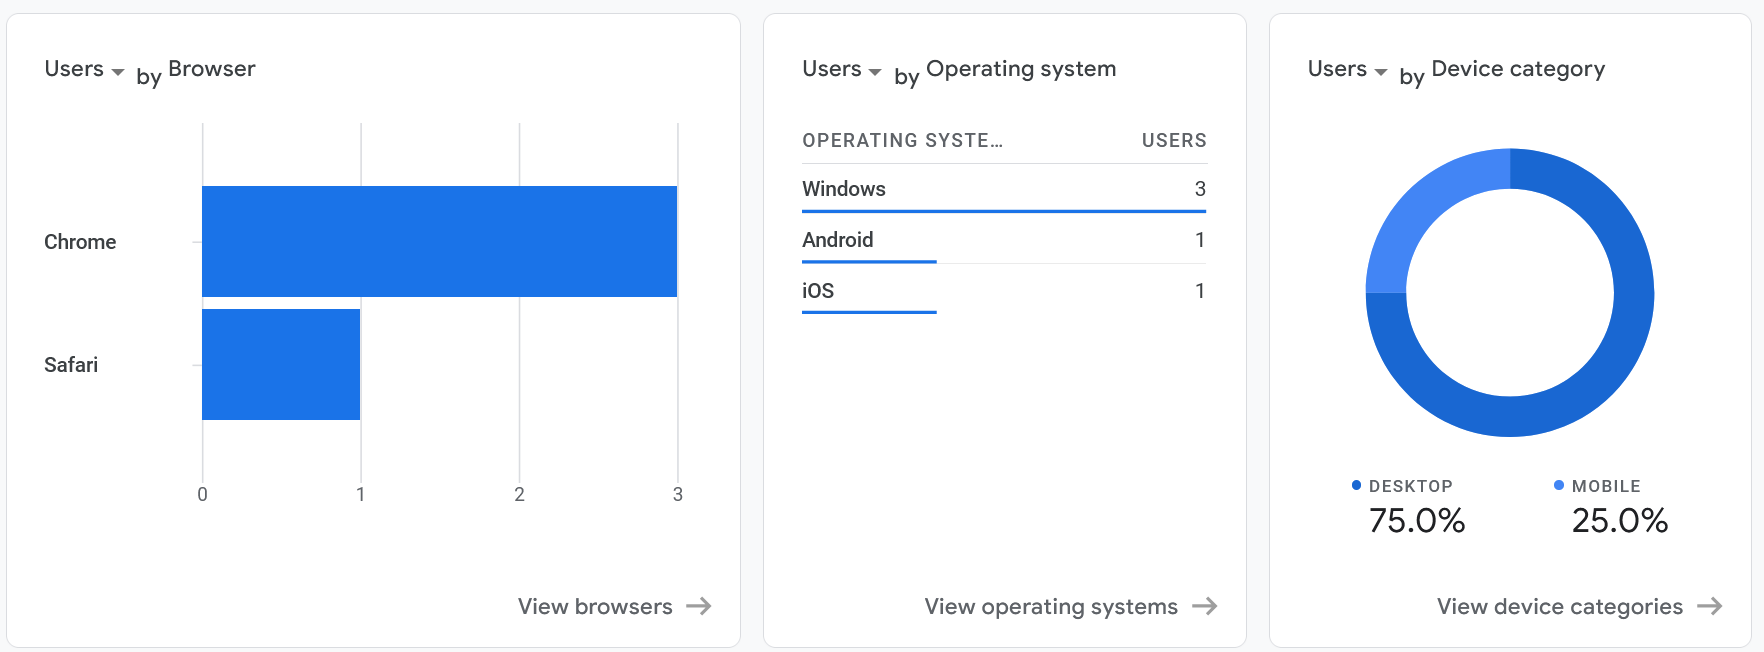 Users by Browser
Chrome
Safari
0 1 2 3
View browsers
Users by Operating system
OPERATING SYSTE… USERS
Windows 3
Android 1
iOS 1
View operating systems
Users by Device category
DESKTOP MOBILE
75.0% 25.0%
View device categories